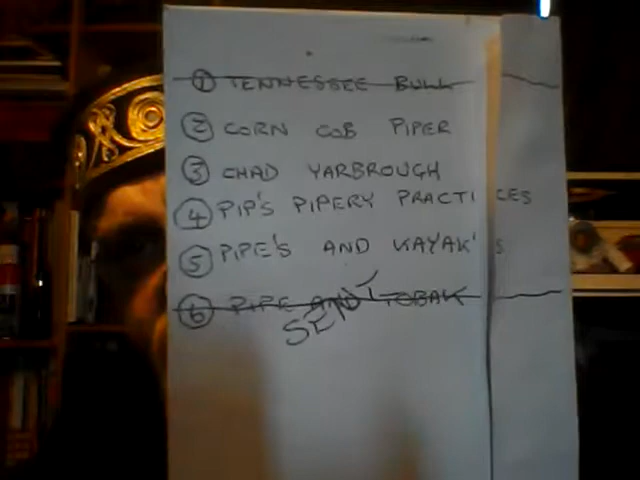 ① TENNESSEE BULL
② CORN COB PIPER
③ CHAD YARBROUGH
④ PIP'S PIPERY PRACTICES
⑤ PIPE'S AND KAYAK'S
⑥ PIPE AND TOBAK
SENT